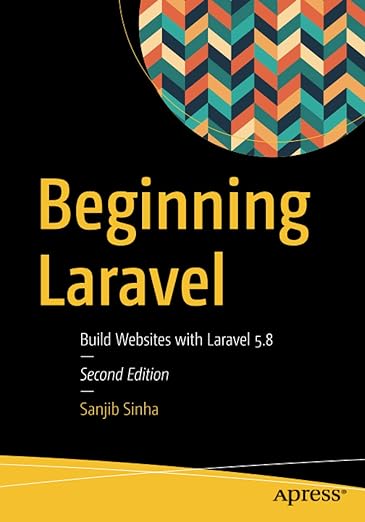 Beginning
Laravel
Build Websites with Laravel 5.8
—
Second Edition
—
Sanjib Sinha
Apress®